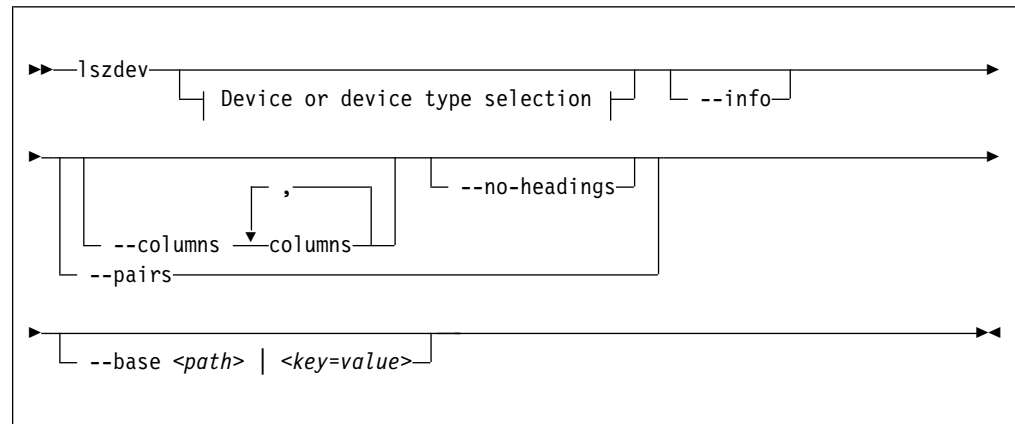 lszdev
Device or device type selection
--info
,
--no-headings
--columns columns
--pairs
--base <path> | <key=value>